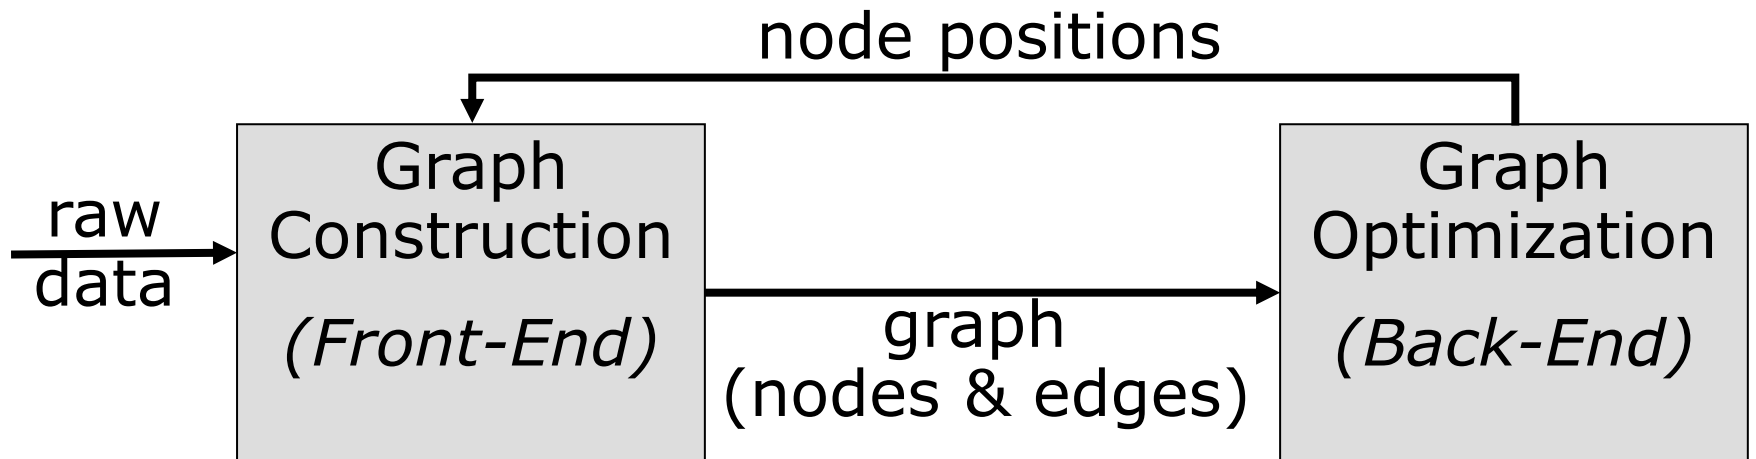 node positions
raw
data
Graph
Construction
(Front-End)
graph
(nodes & edges)
Graph
Optimization
(Back-End)